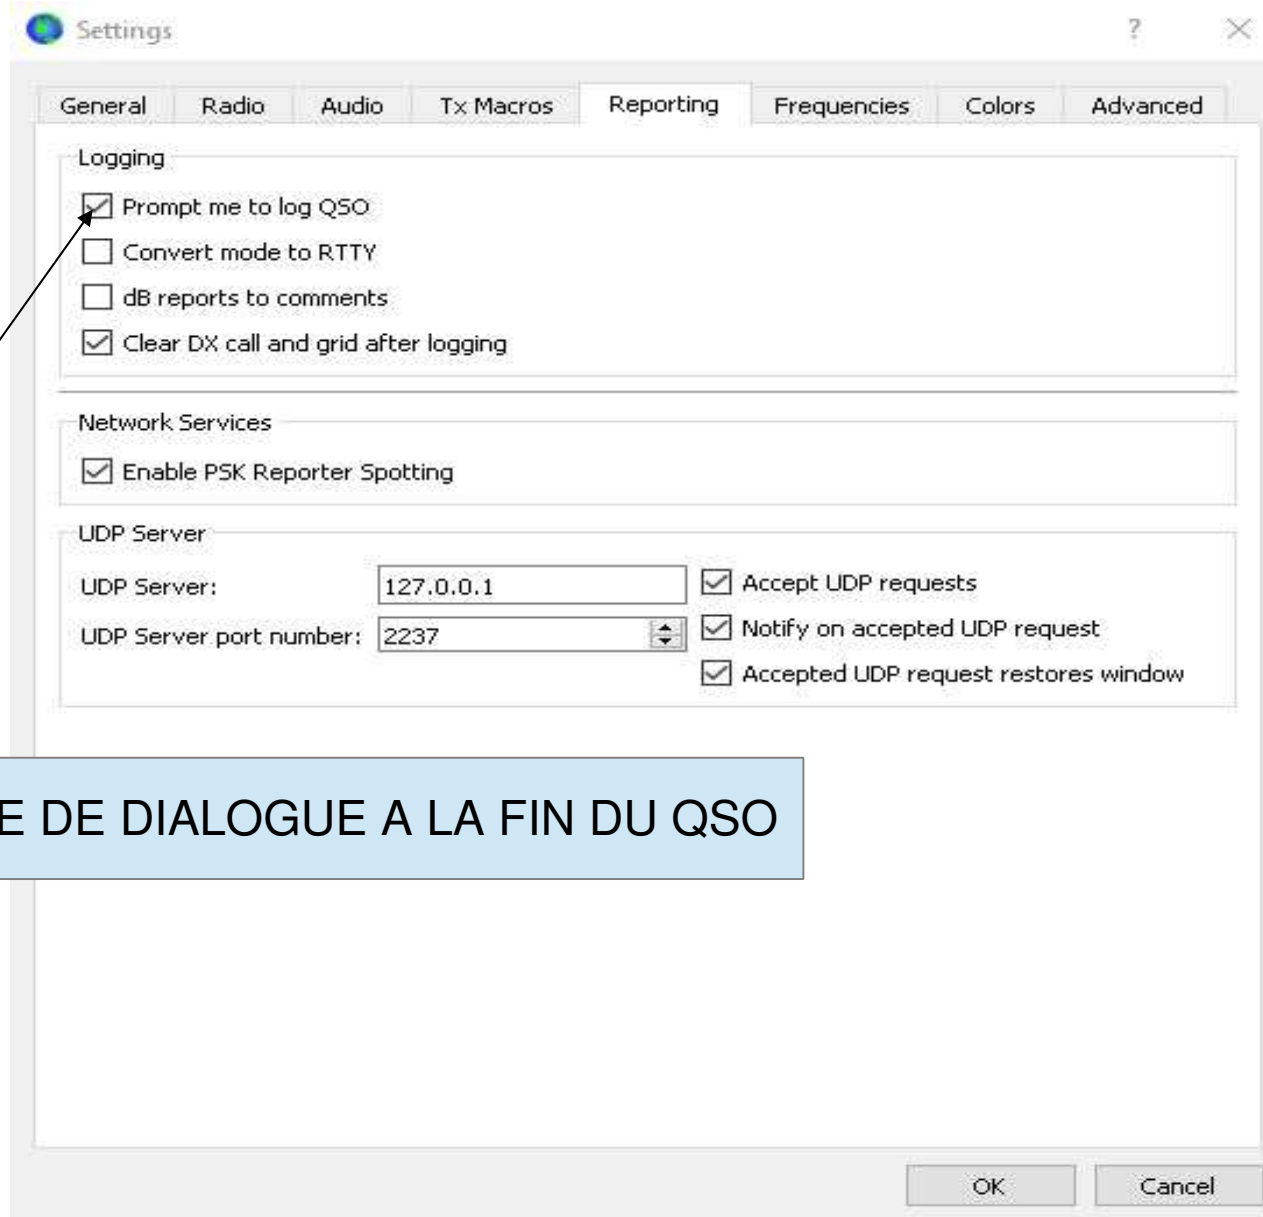 Settings
General Radio Audio Tx Macros Reporting Frequencies Colors Advanced
Logging
Prompt me to log QSO
Convert mode to RTTY
dB reports to comments
Clear DX call and grid after logging
Network Services
Enable PSK Reporter Spotting
UDP Server
UDP Server: 127.0.0.1 Accept UDP requests
UDP Server port number: 2237 Notify on accepted UDP request
Accepted UDP request restores window
E DE DIALOGUE A LA FIN DU QSO
OK Cancel